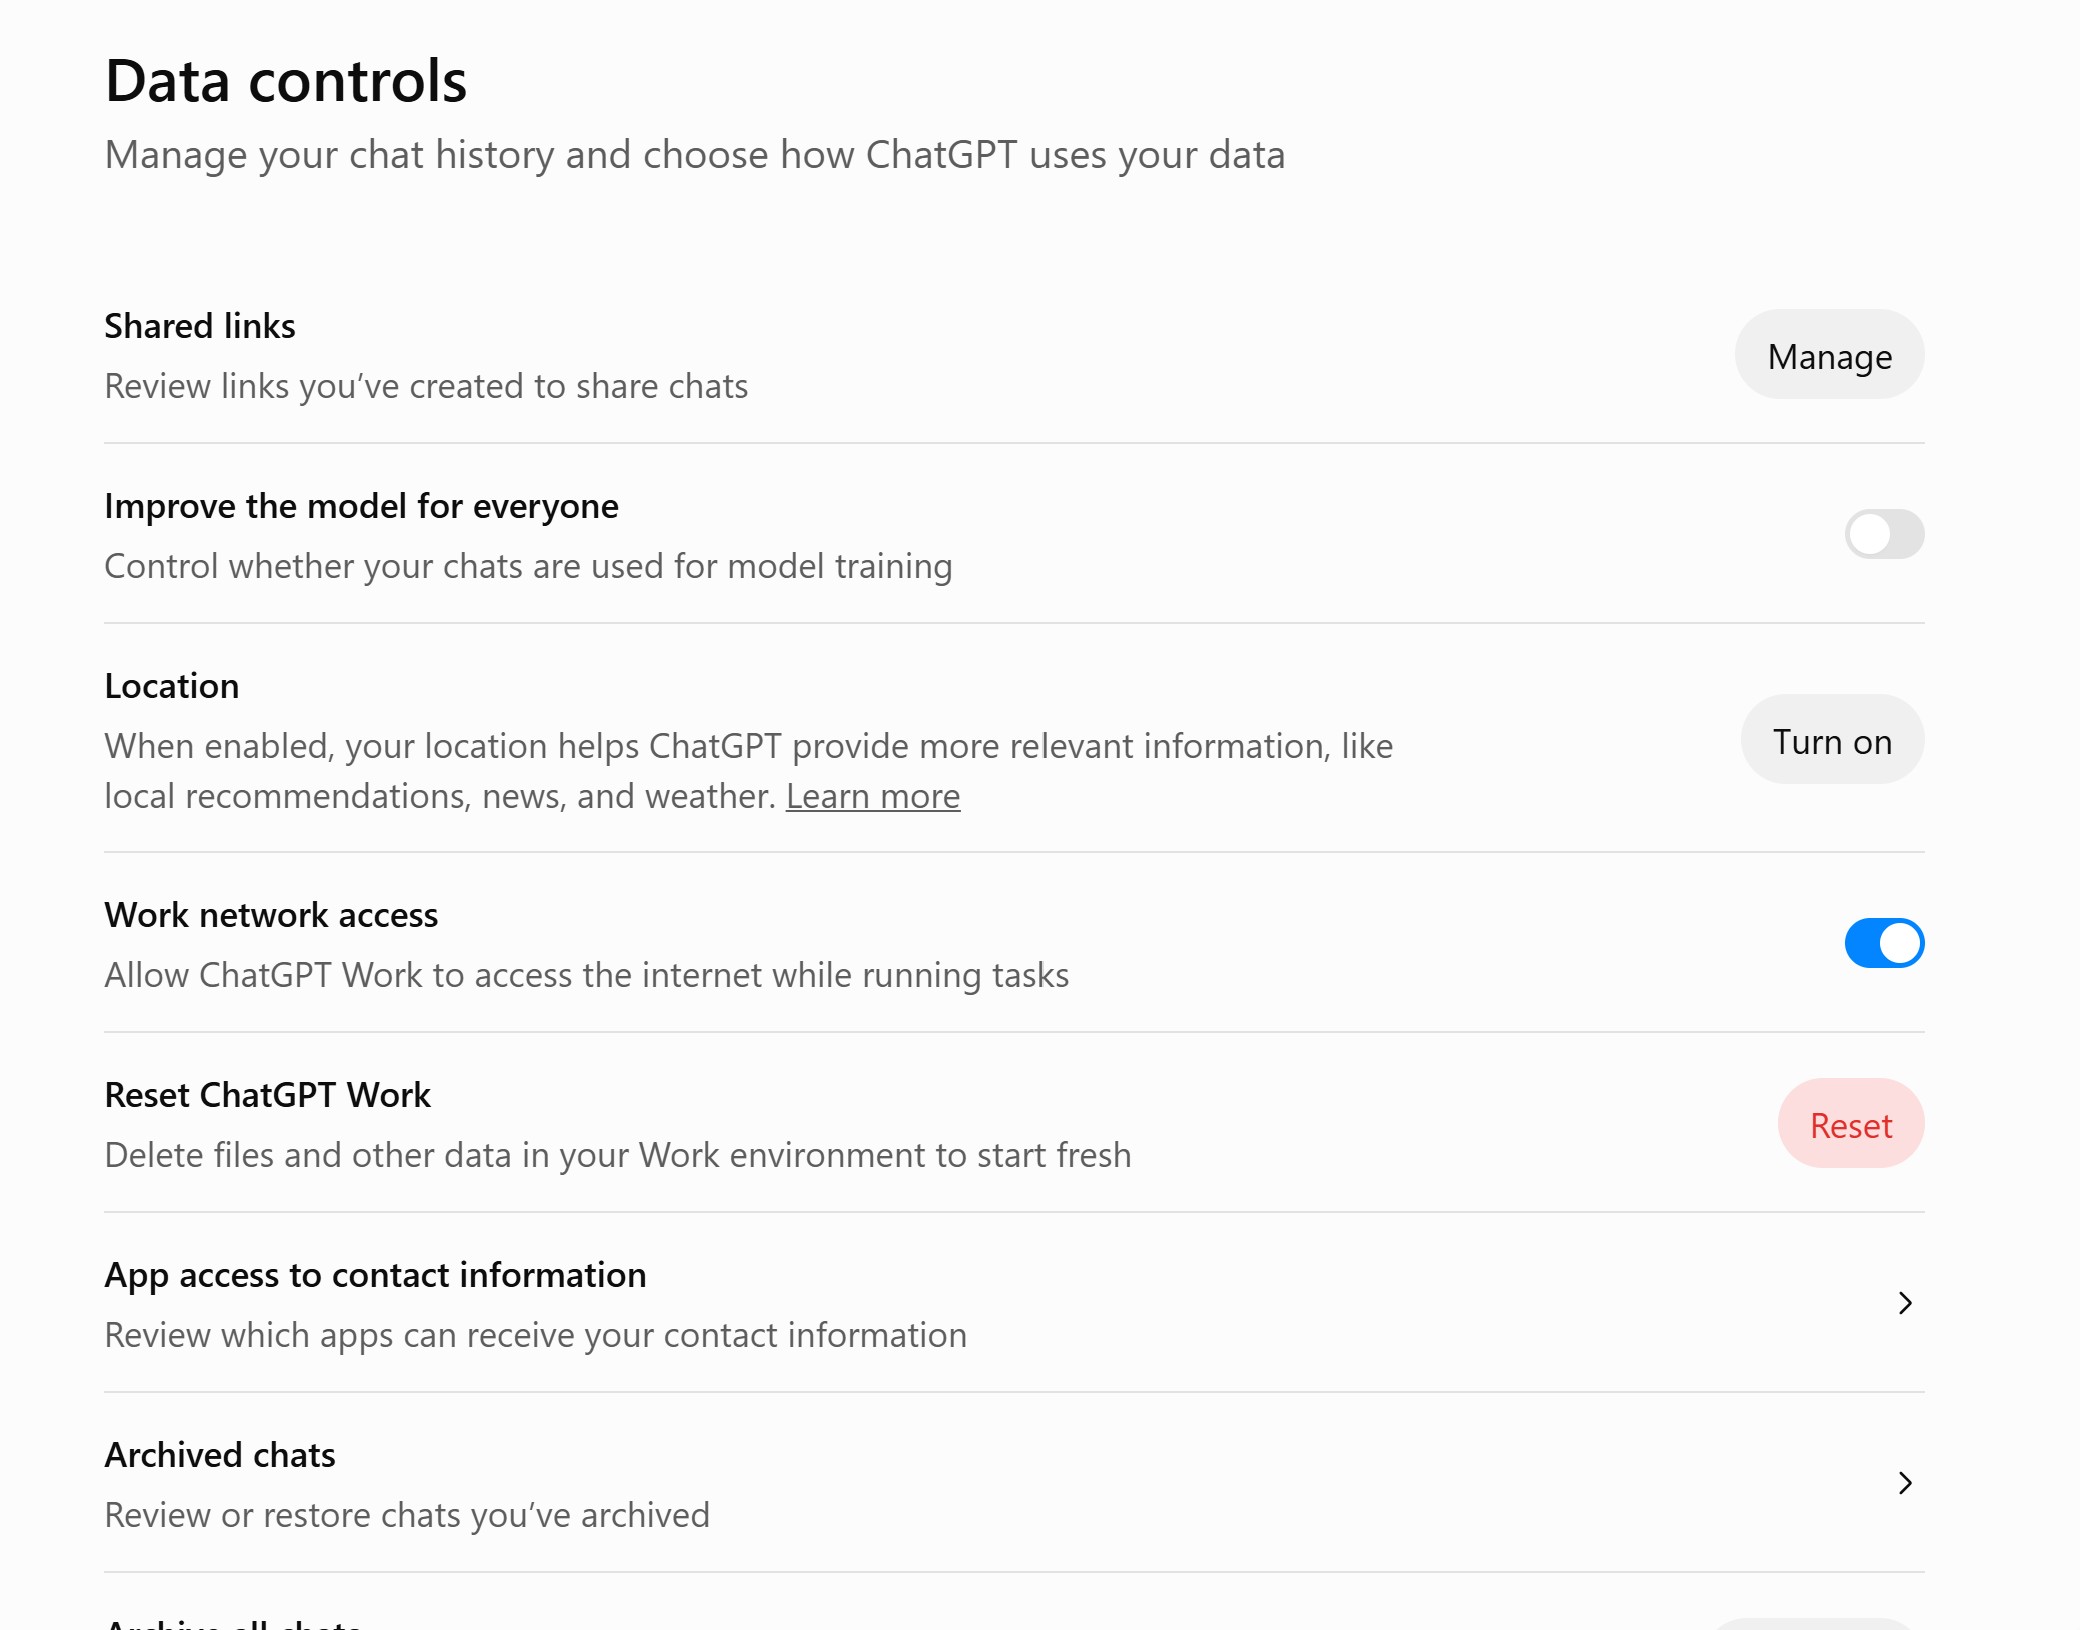 Data controls
Manage your chat history and choose how ChatGPT uses your data
Shared links
Review links you’ve created to share chats
Manage
Improve the model for everyone
Control whether your chats are used for model training
Location
When enabled, your location helps ChatGPT provide more relevant information, like
local recommendations, news, and weather. Learn more
Turn on
Work network access
Allow ChatGPT Work to access the internet while running tasks
Reset ChatGPT Work
Delete files and other data in your Work environment to start fresh
Reset
App access to contact information
Review which apps can receive your contact information
Archived chats
Review or restore chats you’ve archived
Archive all chats